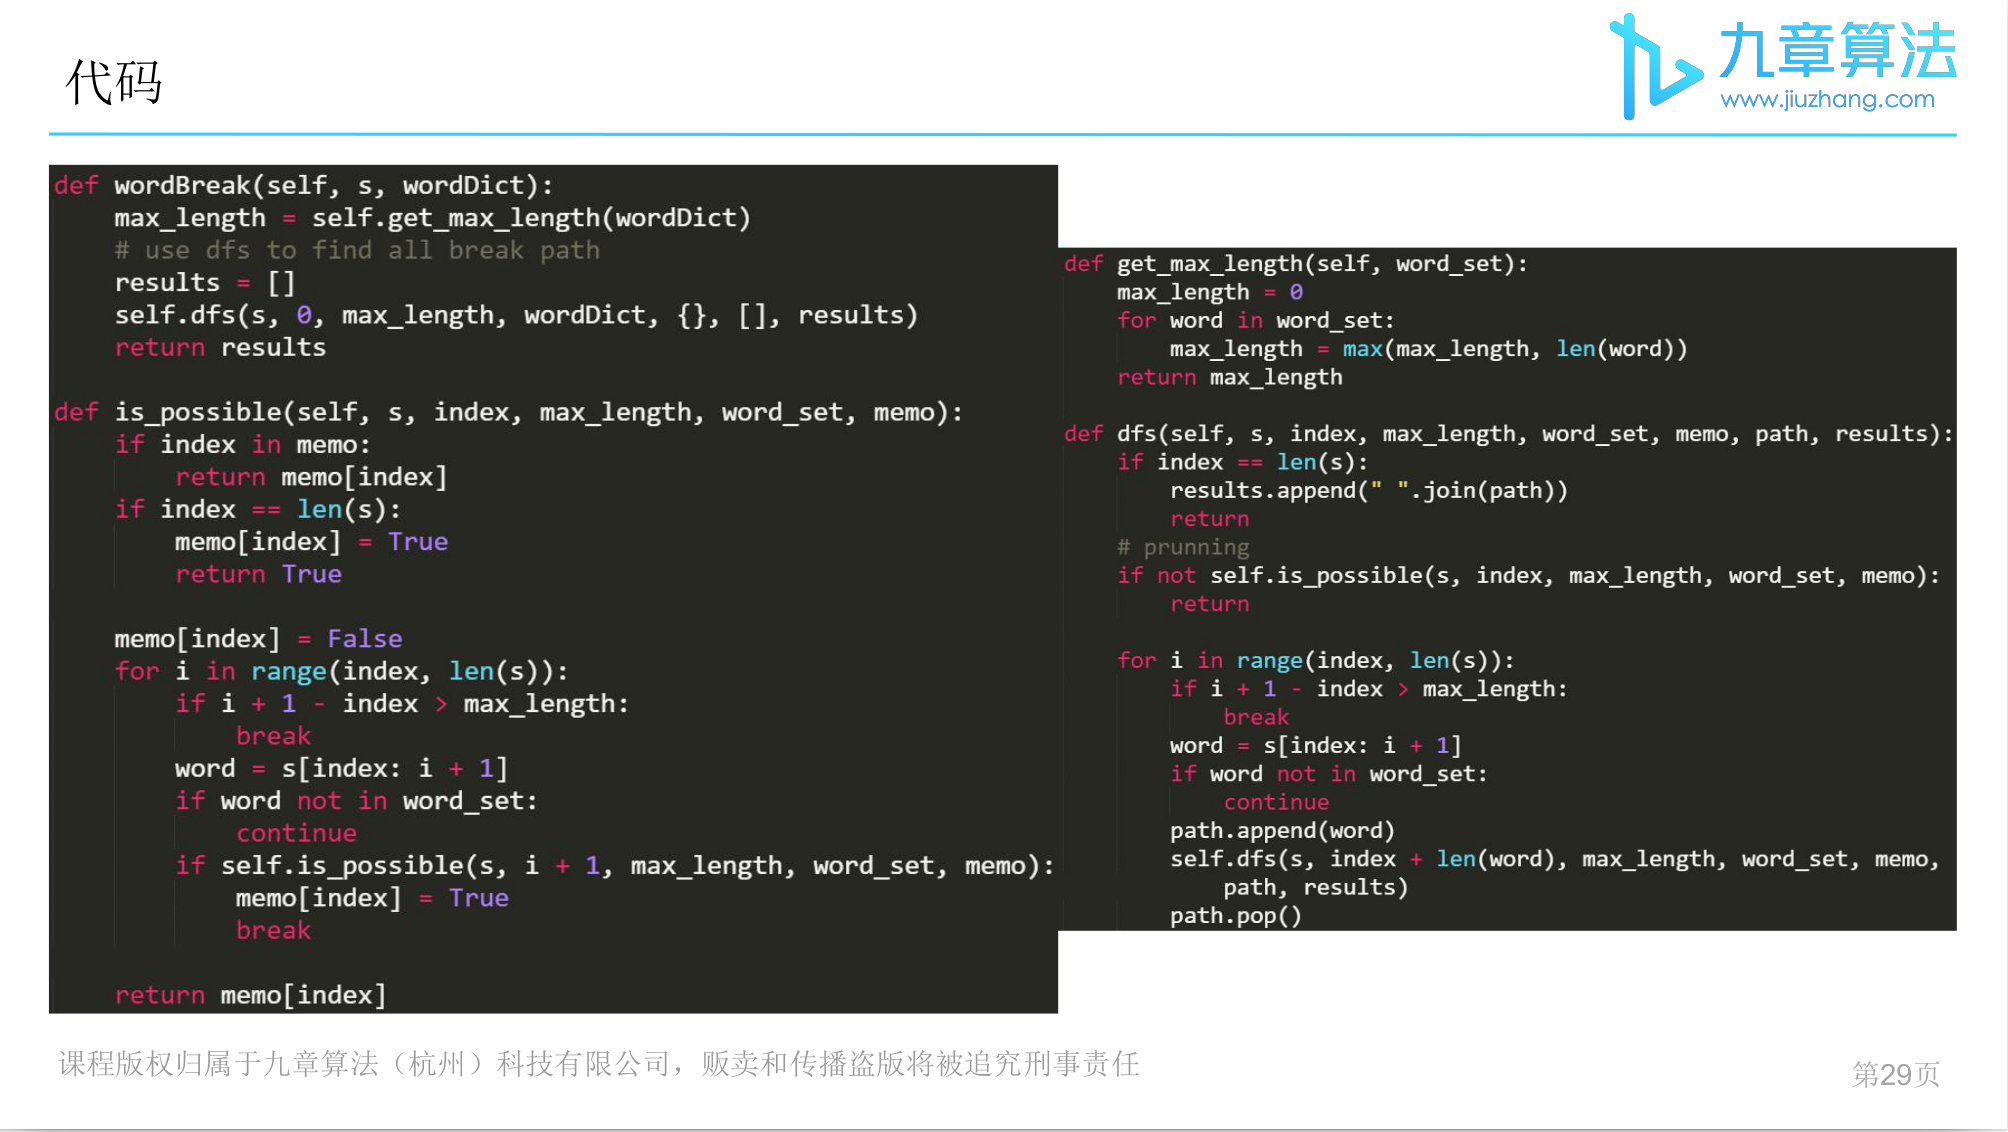 代码
九章算法
www.jiuzhang.com
def wordBreak(self, s, wordDict):
    max_length = self.get_max_length(wordDict)
    # use dfs to find all break path
    results = []
    self.dfs(s, 0, max_length, wordDict, {}, [], results)
    return results

def is_possible(self, s, index, max_length, word_set, memo):
    if index in memo:
        return memo[index]
    if index == len(s):
        memo[index] = True
        return True

    memo[index] = False
    for i in range(index, len(s)):
        if i + 1 - index > max_length:
            break
        word = s[index: i + 1]
        if word not in word_set:
            continue
        if self.is_possible(s, i + 1, max_length, word_set, memo):
            memo[index] = True
            break

    return memo[index]
def get_max_length(self, word_set):
    max_length = 0
    for word in word_set:
        max_length = max(max_length, len(word))
    return max_length

def dfs(self, s, index, max_length, word_set, memo, path, results):
    if index == len(s):
        results.append(" ".join(path))
        return
    # prunning
    if not self.is_possible(s, index, max_length, word_set, memo):
        return

    for i in range(index, len(s)):
        if i + 1 - index > max_length:
            break
        word = s[index: i + 1]
        if word not in word_set:
            continue
        path.append(word)
        self.dfs(s, index + len(word), max_length, word_set, memo,
            path, results)
        path.pop()
课程版权归属于九章算法（杭州）科技有限公司，贩卖和传播盗版将被追究刑事责任
第29页